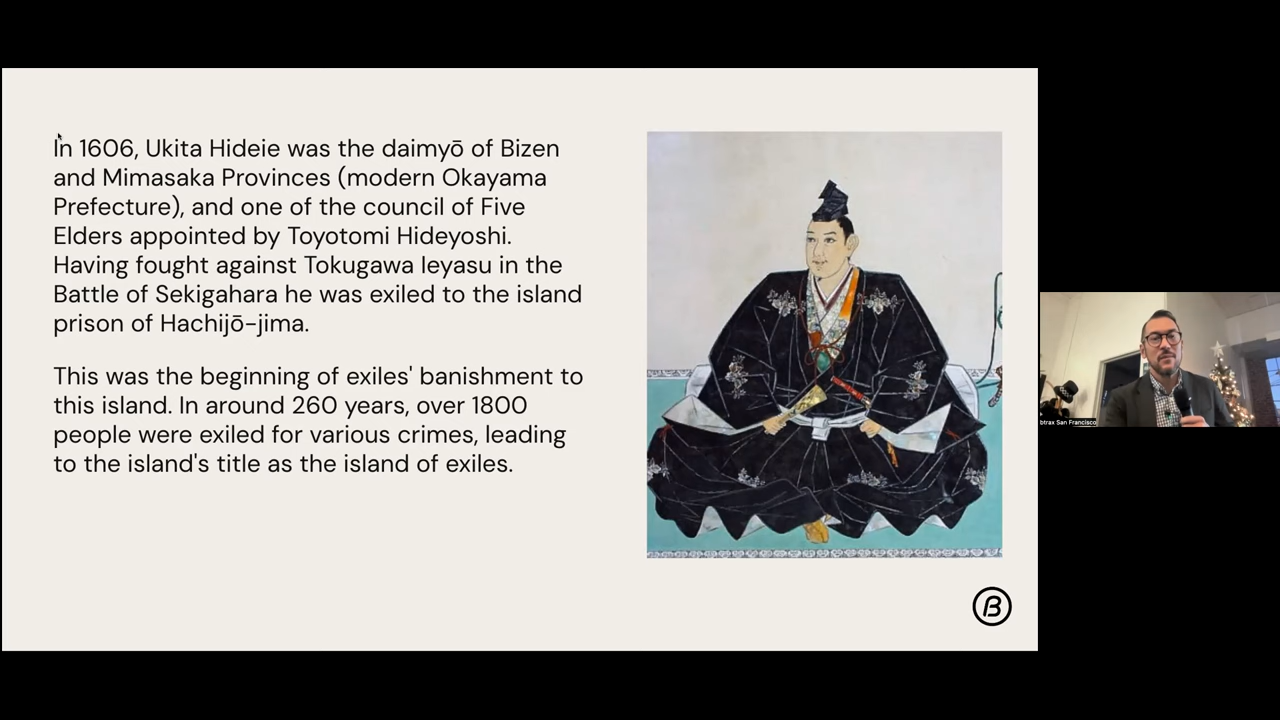 In 1606, Ukita Hideie was the daimyō of Bizen
and Mimasaka Provinces (modern Okayama
Prefecture), and one of the council of Five
Elders appointed by Toyotomi Hideyoshi.
Having fought against Tokugawa Ieyasu in the
Battle of Sekigahara he was exiled to the island
prison of Hachijō-jima.
This was the beginning of exiles' banishment to
this island. In around 260 years, over 1800
people were exiled for various crimes, leading
to the island's title as the island of exiles.
btrax San Francisco